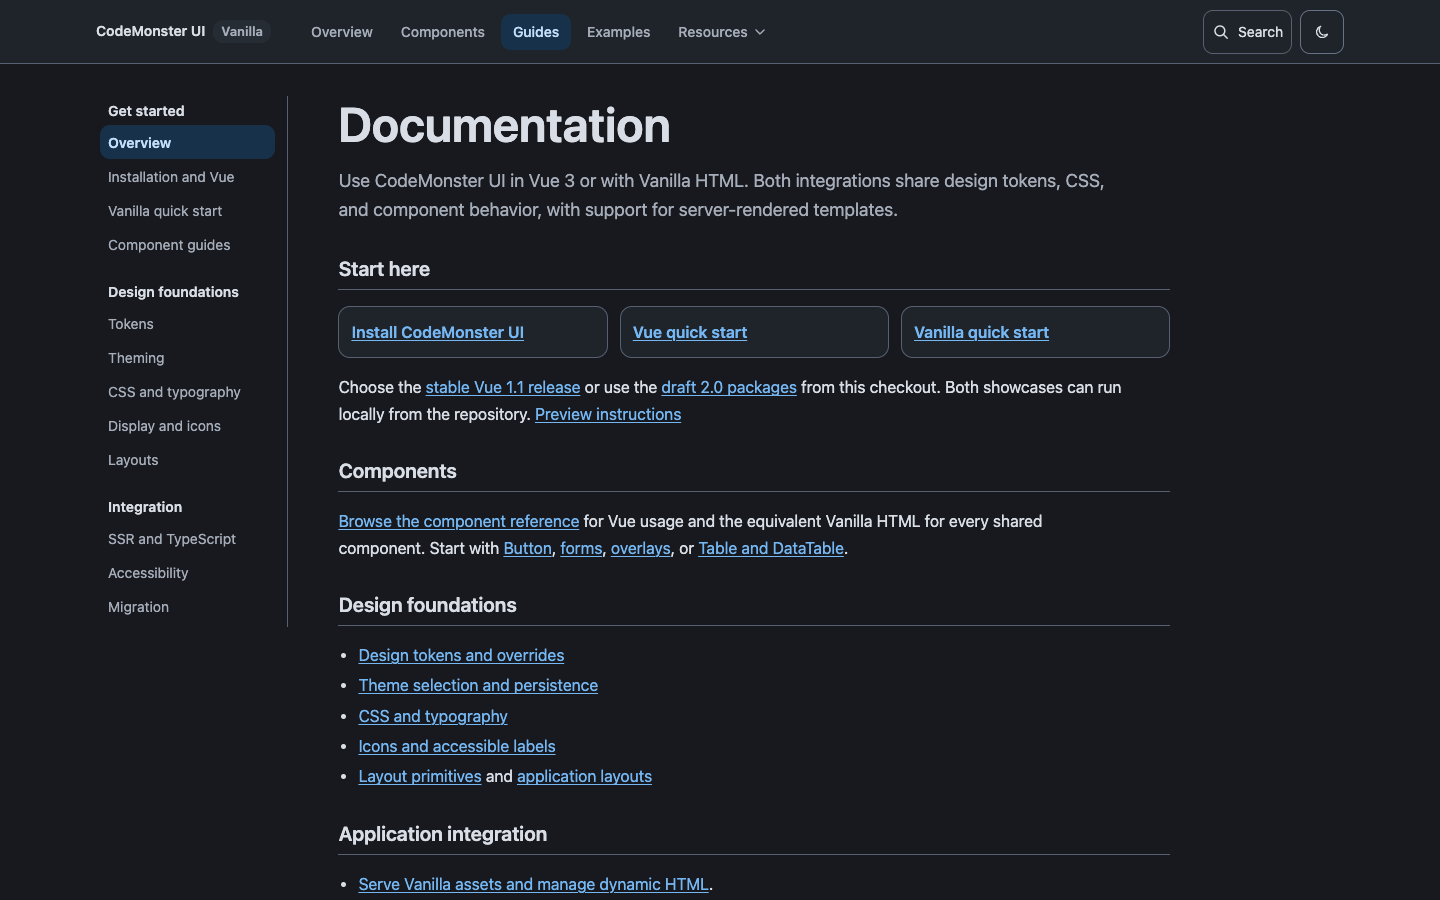 CodeMonster UI Vanilla Overview Components Guides Examples Resources Search
Get started
Overview
Installation and Vue
Vanilla quick start
Component guides
Design foundations
Tokens
Theming
CSS and typography
Display and icons
Layouts
Integration
SSR and TypeScript
Accessibility
Migration
Documentation
Use CodeMonster UI in Vue 3 or with Vanilla HTML. Both integrations share design tokens, CSS,
and component behavior, with support for server-rendered templates.
Start here
Install CodeMonster UI Vue quick start Vanilla quick start
Choose the stable Vue 1.1 release or use the draft 2.0 packages from this checkout. Both showcases can run
locally from the repository. Preview instructions
Components
Browse the component reference for Vue usage and the equivalent Vanilla HTML for every shared
component. Start with Button, forms, overlays, or Table and DataTable.
Design foundations
• Design tokens and overrides
• Theme selection and persistence
• CSS and typography
• Icons and accessible labels
• Layout primitives and application layouts
Application integration
• Serve Vanilla assets and manage dynamic HTML.